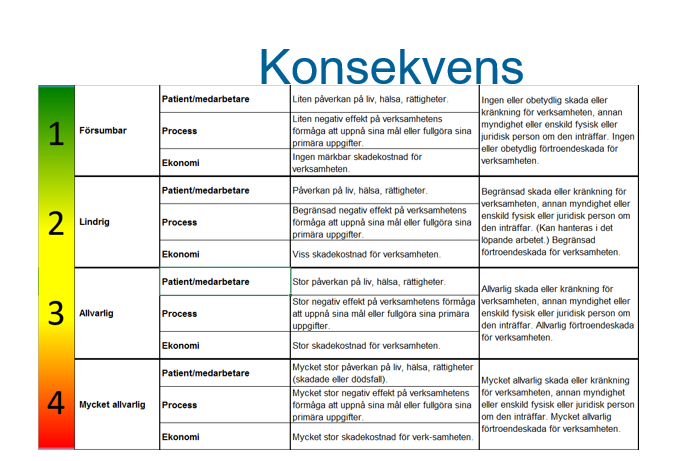 Konsekvens
1
Försumbar
Patient/medarbetare
Liten påverkan på liv, hälsa, rättigheter.
Process
Liten negativ effekt på verksamhetens
förmåga att uppnå sina mål eller fullgöra sina
primära uppgifter.
Ekonomi
Ingen märkbar skadekostnad för
verksamheten.
Ingen eller obetydlig skada eller
kränkning för verksamheten, annan
myndighet eller enskild fysisk eller
juridisk person om den inträffar. Ingen
eller obetydlig förtroendeskada för
verksamheten.
2
Lindrig
Patient/medarbetare
Påverkan på liv, hälsa, rättigheter.
Process
Begränsad negativ effekt på verksamhetens
förmåga att uppnå sina mål eller fullgöra sina
primära uppgifter.
Ekonomi
Viss skadekostnad för verksamheten.
Begränsad skada eller kränkning för
verksamheten, annan myndighet eller
enskild fysisk eller juridisk person om
den inträffar. (Kan hanteras i det
löpande arbetet.) Begränsad
förtroendeskada för verksamheten.
3
Allvarlig
Patient/medarbetare
Stor påverkan på liv, hälsa, rättigheter.
Process
Stor negativ effekt på verksamhetens förmåga
att uppnå sina mål eller fullgöra sina primära
uppgifter.
Ekonomi
Stor skadekostnad för verksamheten.
Allvarlig skada eller kränkning för
verksamheten, annan myndighet eller
enskild fysisk eller juridisk person om
den inträffar. Allvarlig förtroendeskada
för verksamheten.
4
Mycket allvarlig
Patient/medarbetare
Mycket stor påverkan på liv, hälsa, rättigheter
(skadade eller dödsfall).
Process
Mycket stor negativ effekt på verksamhetens
förmåga att uppnå sina mål eller fullgöra sina
primära uppgifter.
Ekonomi
Mycket stor skadekostnad för verk-samheten.
Mycket allvarlig skada eller kränkning
för verksamheten, annan myndighet
eller enskild fysisk eller juridisk person
om den inträffar. Mycket allvarlig
förtroendeskada för verksamheten.